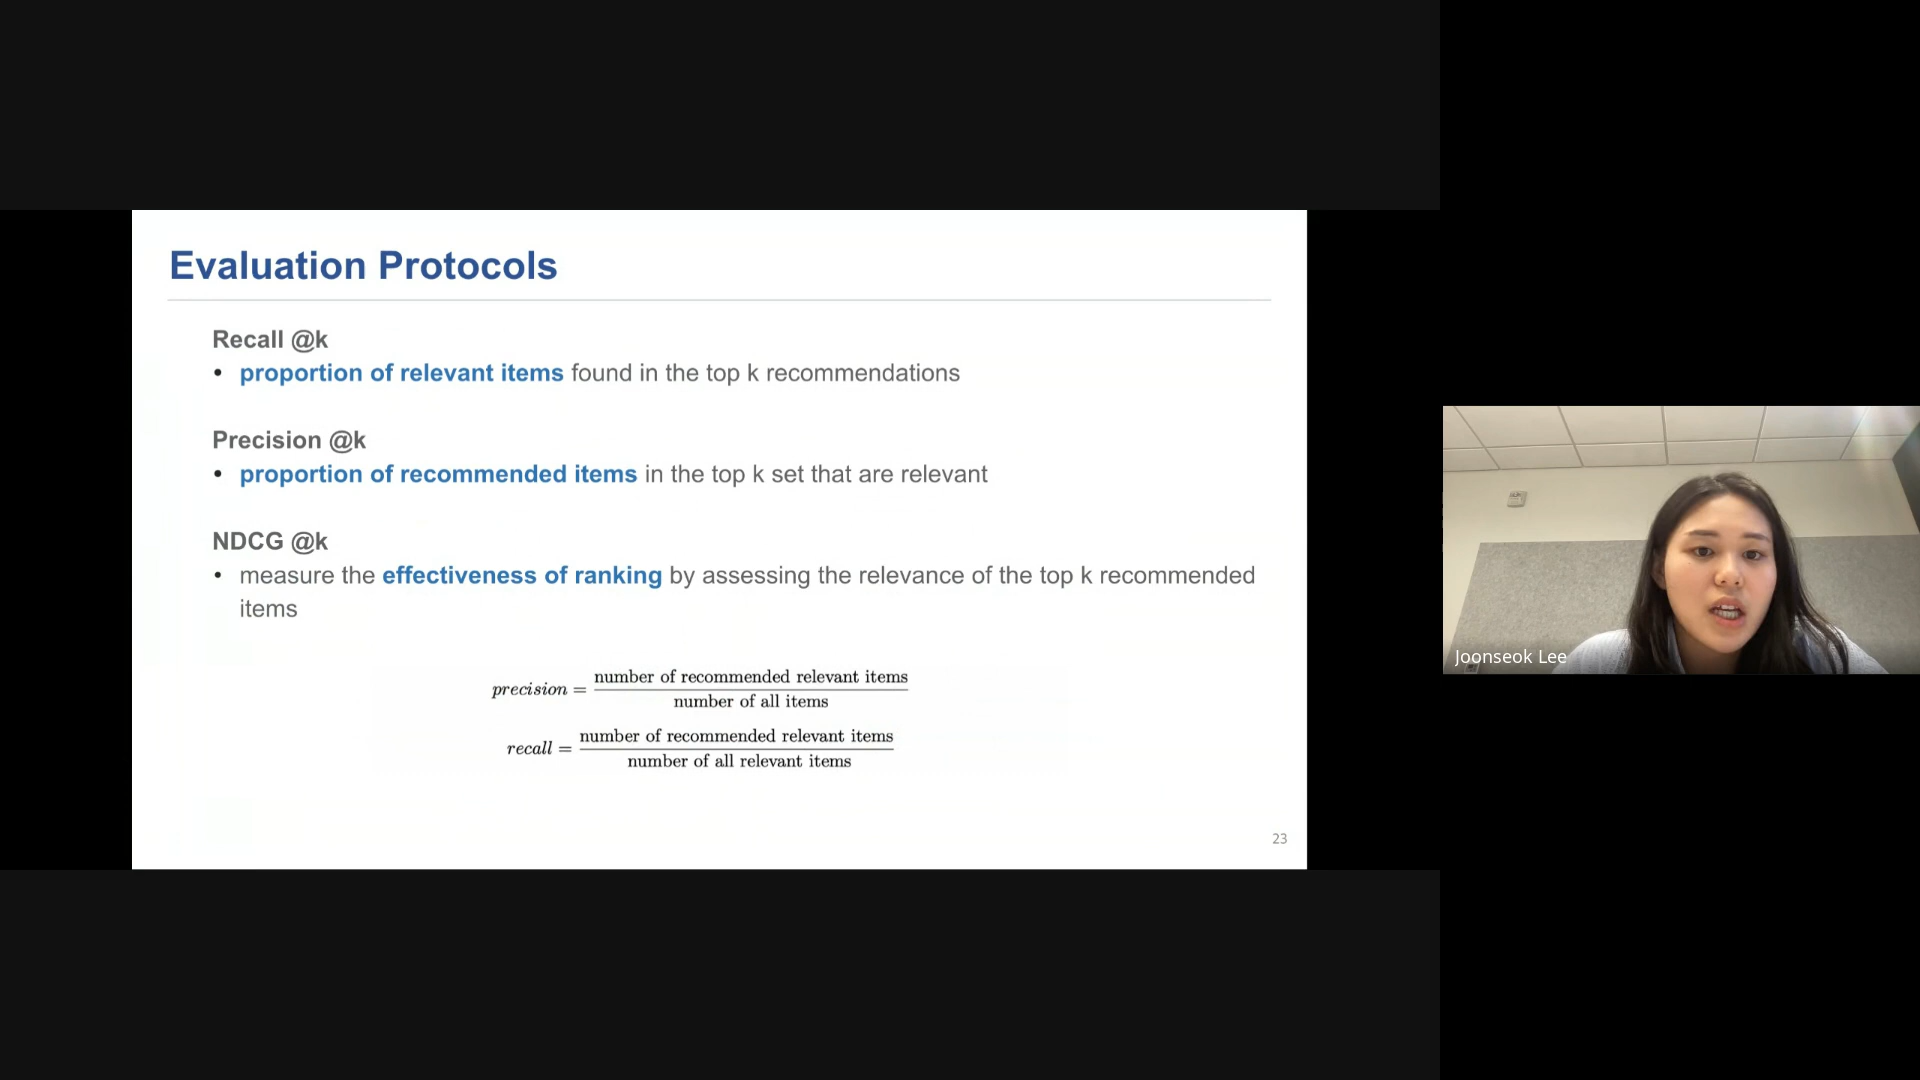 Evaluation Protocols
Recall @k
• proportion of relevant items found in the top k recommendations
Precision @k
• proportion of recommended items in the top k set that are relevant
NDCG @k
• measure the effectiveness of ranking by assessing the relevance of the top k recommended
items
precision = number of recommended relevant items
number of all items
recall = number of recommended relevant items
number of all relevant items
23
Joonseok Lee